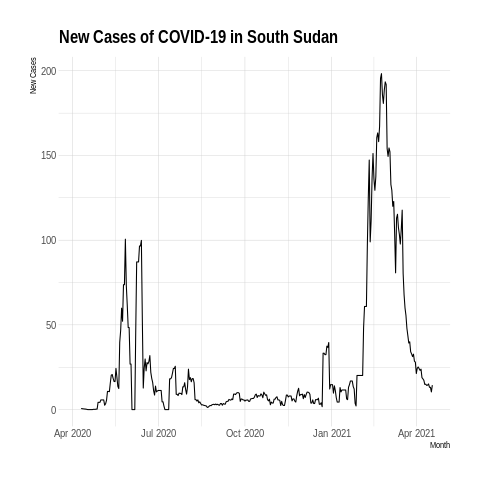 New Cases of COVID-19 in South Sudan
New Cases
200
150
100
50
0
Apr 2020 Jul 2020 Oct 2020 Jan 2021 Apr 2021
Month